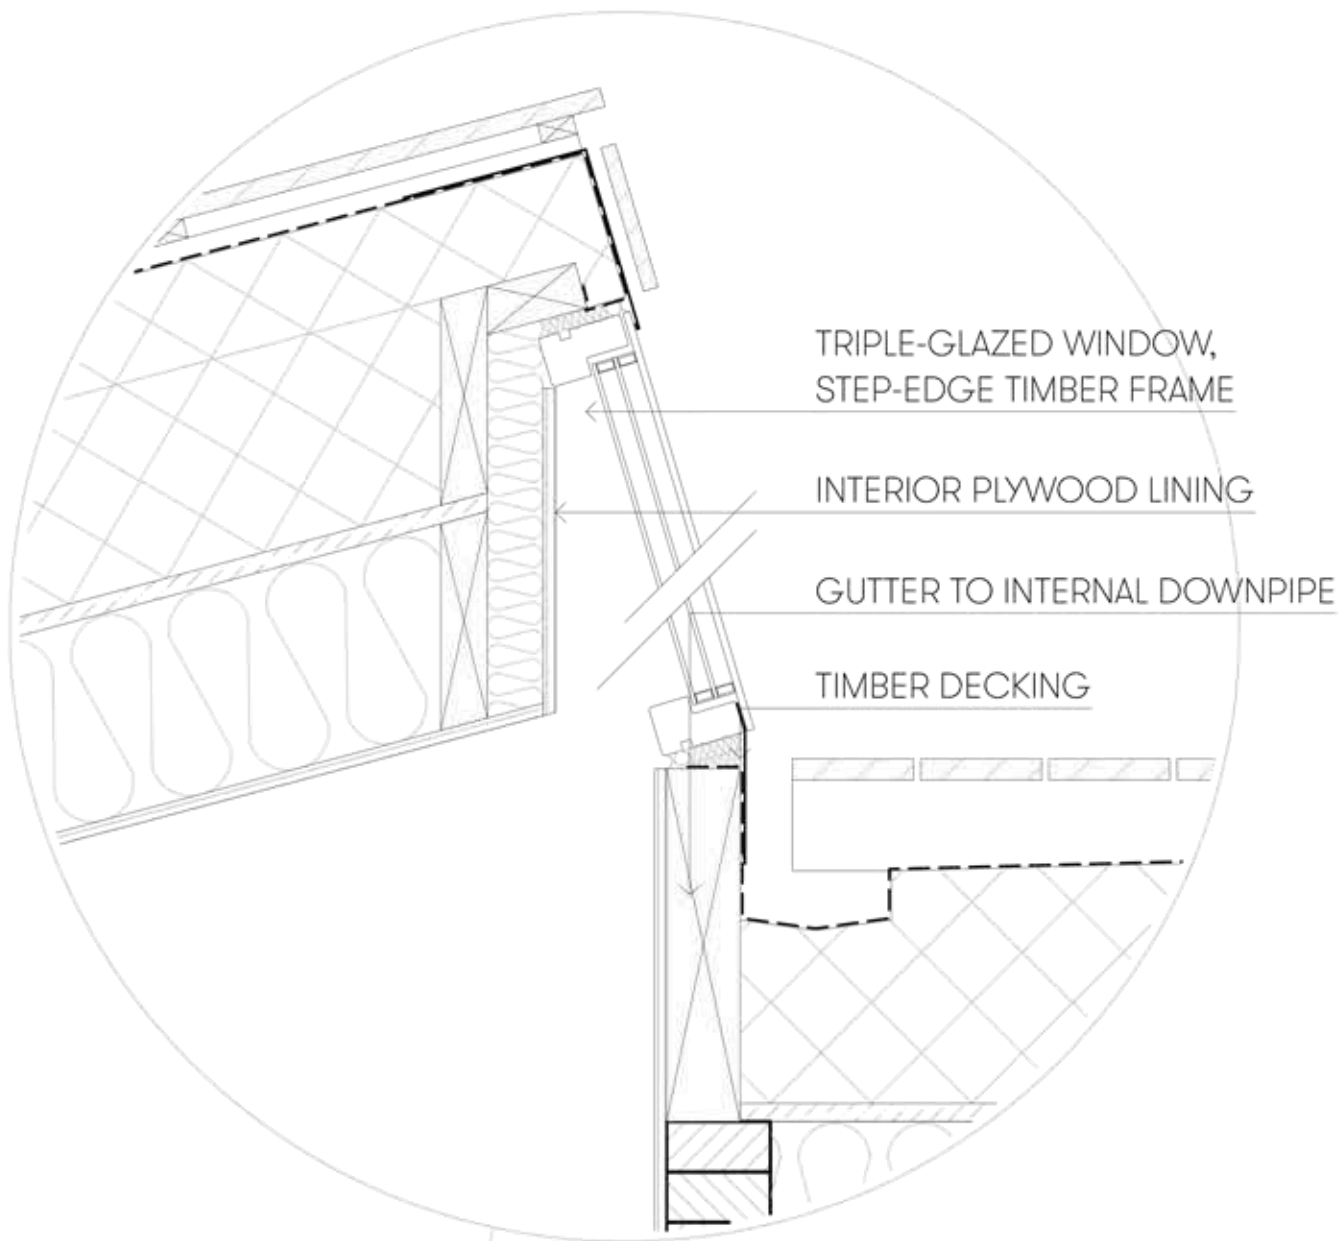 TRIPLE-GLAZED WINDOW,
STEP-EDGE TIMBER FRAME
INTERIOR PLYWOOD LINING
GUTTER TO INTERNAL DOWNPIPE
TIMBER DECKING